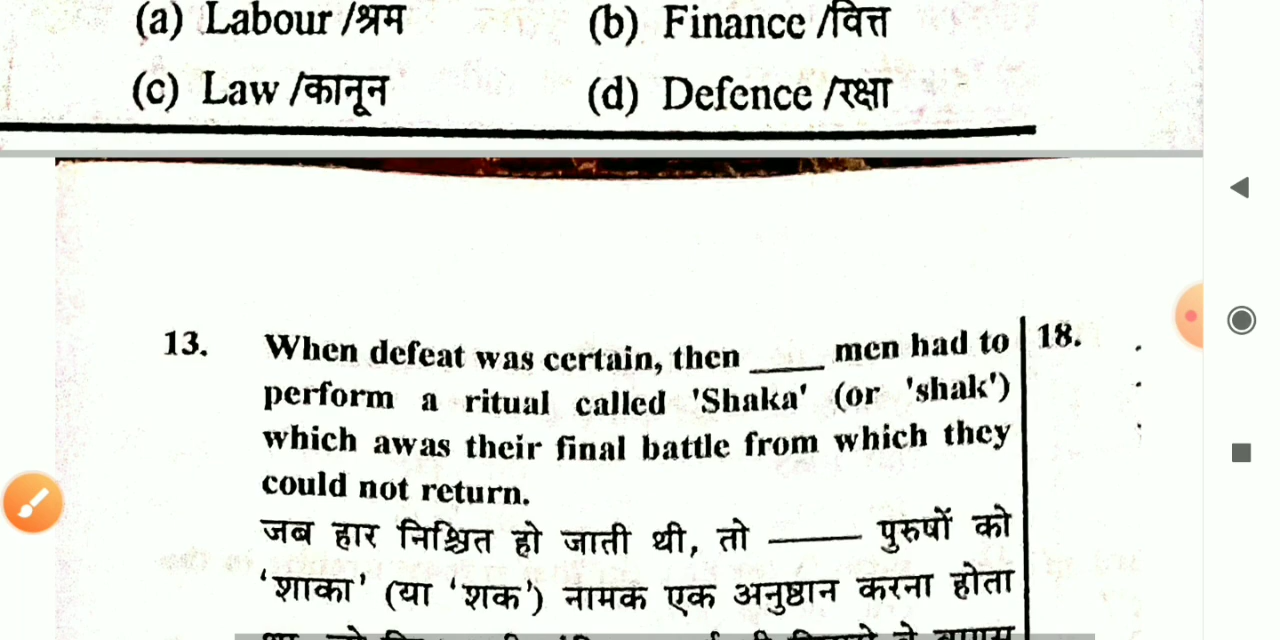 (a) Labour /श्रम (b) Finance /वित्त
(c) Law /कानून (d) Defence /रक्षा
13. When defeat was certain, then ____ men had to 18.
perform a ritual called 'Shaka' (or 'shak')
which awas their final battle from which they
could not return.
जब हार निश्चित हो जाती थी, तो ____ पुरुषों को
‘शाका’ (या ‘शक’) नामक एक अनुष्ठान करना होता